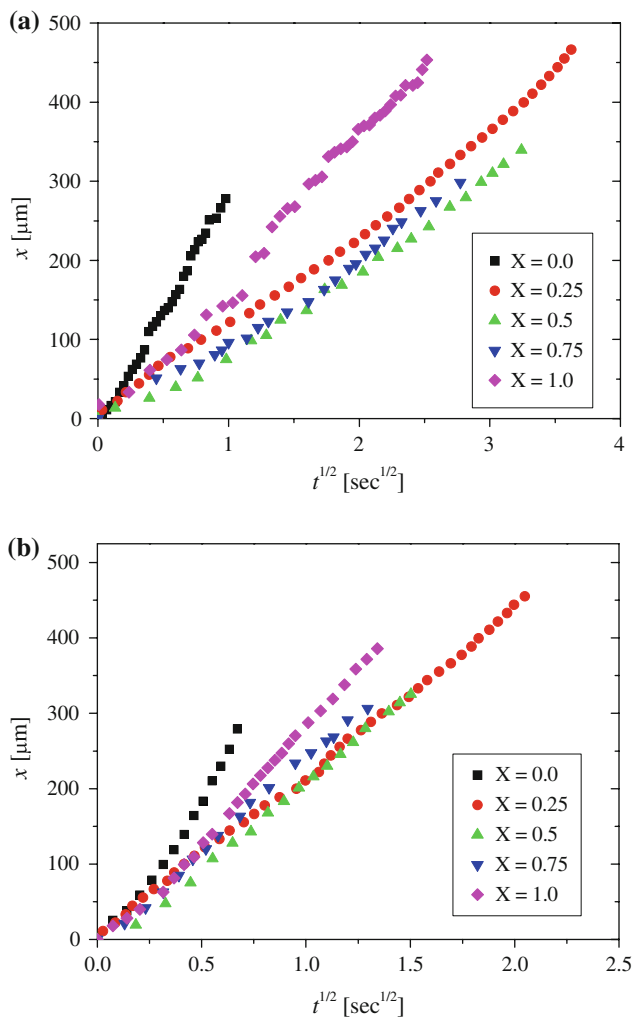 (a)
500
400
300
200
100
0
x [μm]
X = 0.0
X = 0.25
X = 0.5
X = 0.75
X = 1.0
0 1 2 3 4
t^{1/2} [sec^{1/2}]
(b)
500
400
300
200
100
0
x [μm]
X = 0.0
X = 0.25
X = 0.5
X = 0.75
X = 1.0
0.0 0.5 1.0 1.5 2.0 2.5
t^{1/2} [sec^{1/2}]